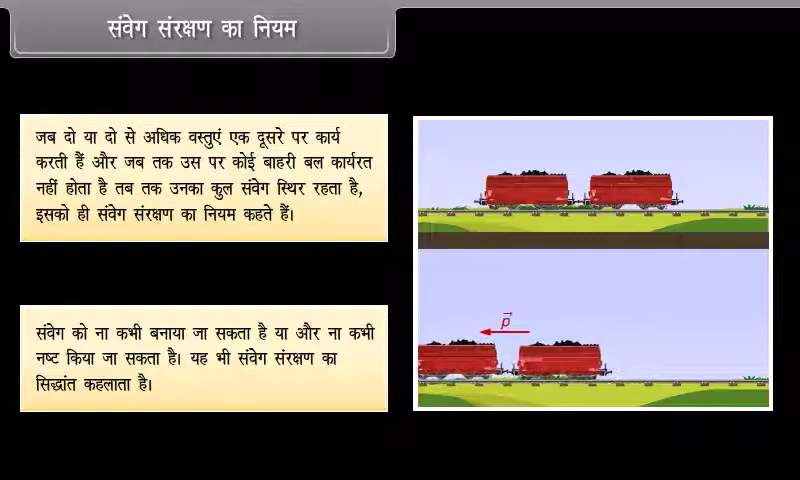 संवेग संरक्षण का नियम
जब दो या दो से अधिक वस्तुएं एक दूसरे पर कार्य
करती हैं और जब तक उस पर कोई बाहरी बल कार्यरत
नहीं होता है तब तक उनका कुल संवेग स्थिर रहता है,
इसको ही संवेग संरक्षण का नियम कहते हैं।
संवेग को ना कभी बनाया जा सकता है या और ना कभी
नष्ट किया जा सकता है। यह भी संवेग संरक्षण का
सिद्धांत कहलाता है।
p⃗